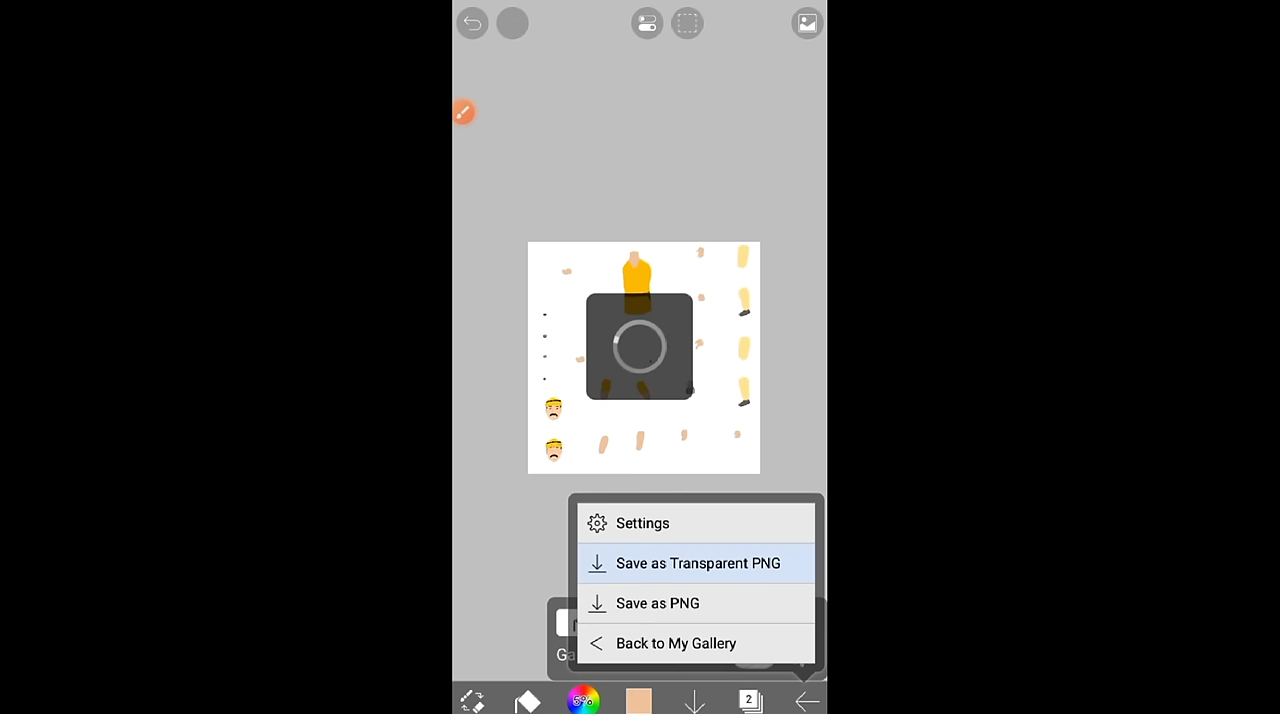 Settings
Save as Transparent PNG
Save as PNG
Back to My Gallery
5%
2